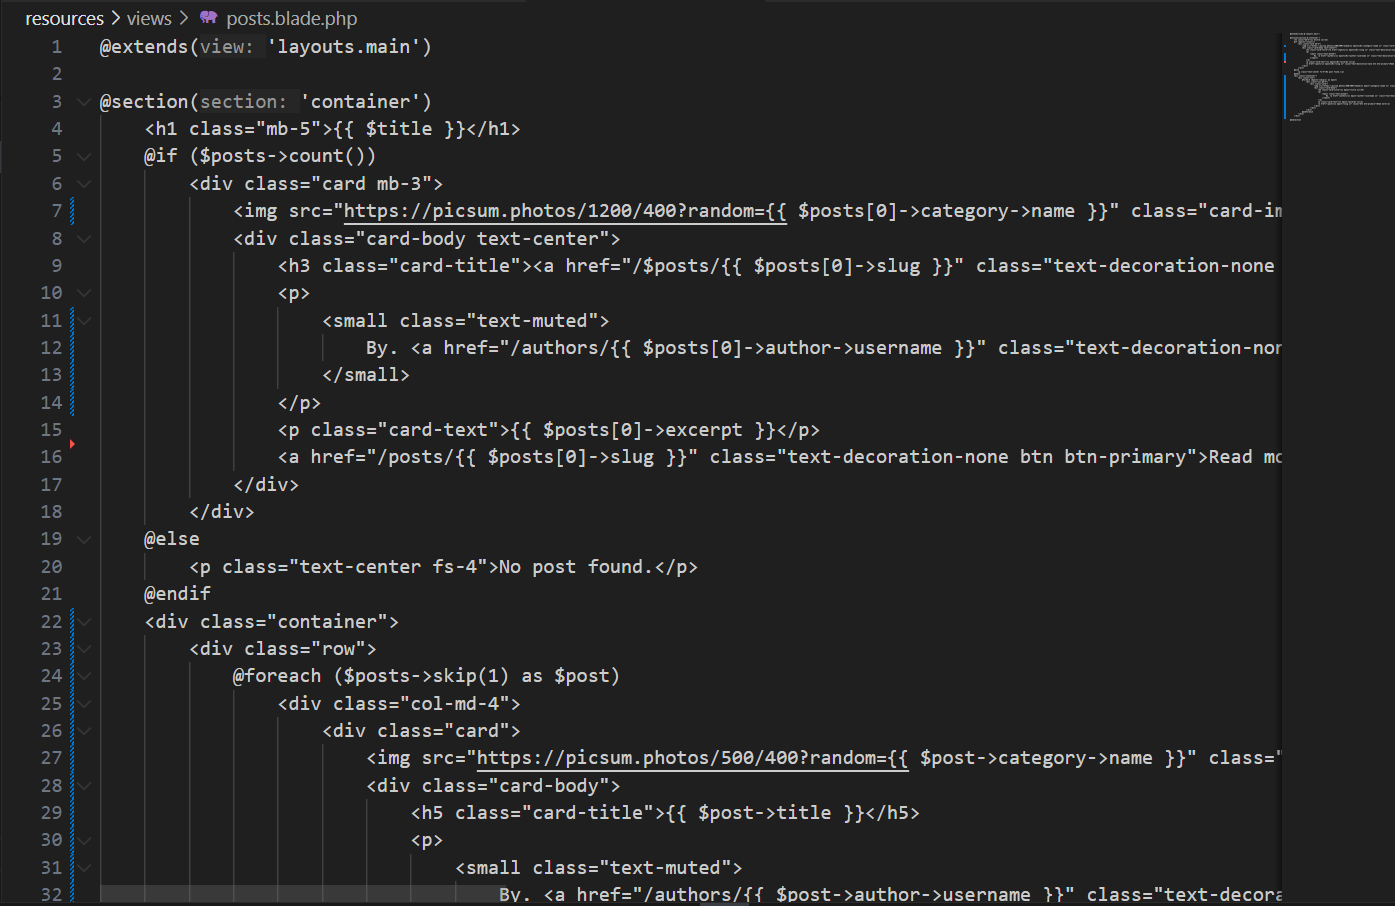 resources > views > posts.blade.php
1 @extends(view: 'layouts.main')
2
3 @section(section: 'container')
4 <h1 class="mb-5">{{ $title }}</h1>
5 @if ($posts->count())
6 <div class="card mb-3">
7 <img src="https://picsum.photos/1200/400?random={{ $posts[0]->category->name }}" class="card-im
8 <div class="card-body text-center">
9 <h3 class="card-title"><a href="/$posts/{{ $posts[0]->slug }}" class="text-decoration-none
10 <p>
11 <small class="text-muted">
12 By. <a href="/authors/{{ $posts[0]->author->username }}" class="text-decoration-non
13 </small>
14 </p>
15 <p class="card-text">{{ $posts[0]->excerpt }}</p>
16 <a href="/posts/{{ $posts[0]->slug }}" class="text-decoration-none btn btn-primary">Read mo
17 </div>
18 </div>
19 @else
20 <p class="text-center fs-4">No post found.</p>
21 @endif
22 <div class="container">
23 <div class="row">
24 @foreach ($posts->skip(1) as $post)
25 <div class="col-md-4">
26 <div class="card">
27 <img src="https://picsum.photos/500/400?random={{ $post->category->name }}" class="
28 <div class="card-body">
29 <h5 class="card-title">{{ $post->title }}</h5>
30 <p>
31 <small class="text-muted">
32 By. <a href="/authors/{{ $post->author->username }}" class="text-decora